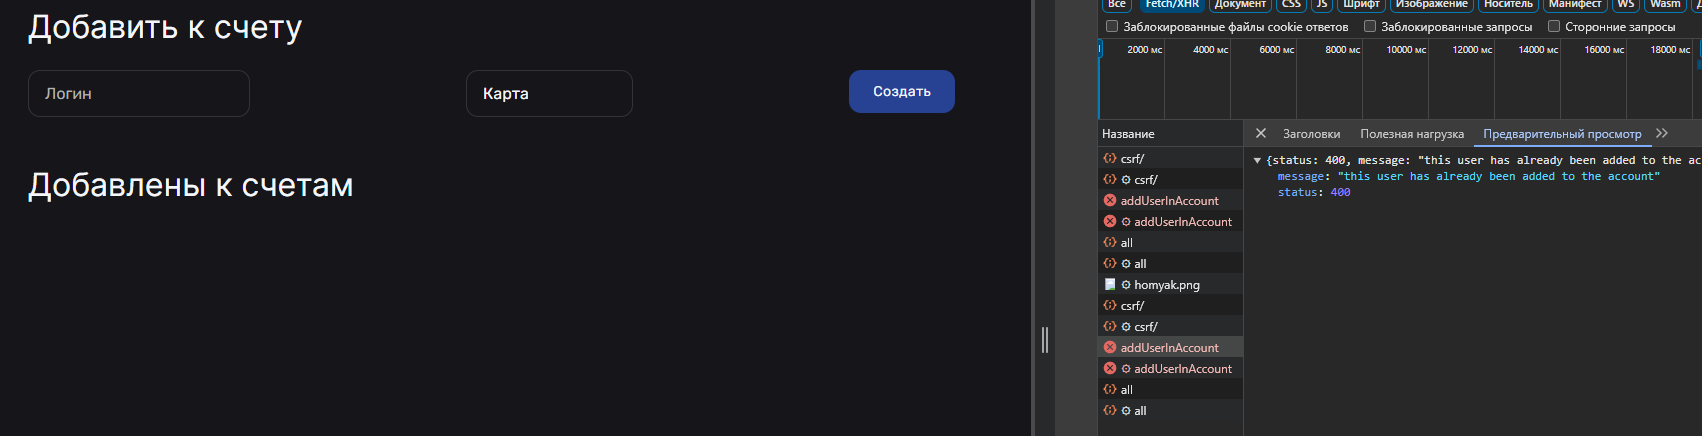 Добавить к счету
Логин
Карта
Создать
Добавлены к счетам
Все Fetch/XHR Документ CSS JS Шрифт Изображение Носитель Манифест WS Wasm
Заблокированные файлы cookie ответов Заблокированные запросы Сторонние запросы
2000 мс 4000 мс 6000 мс 8000 мс 10000 мс 12000 мс 14000 мс 16000 мс 18000 мс
Название
csrf/
csrf/
addUserInAccount
addUserInAccount
all
all
homyak.png
csrf/
csrf/
addUserInAccount
addUserInAccount
all
all
Заголовки Полезная нагрузка Предварительный просмотр
{status: 400, message: "this user has already been added to the ac
message: "this user has already been added to the account"
status: 400